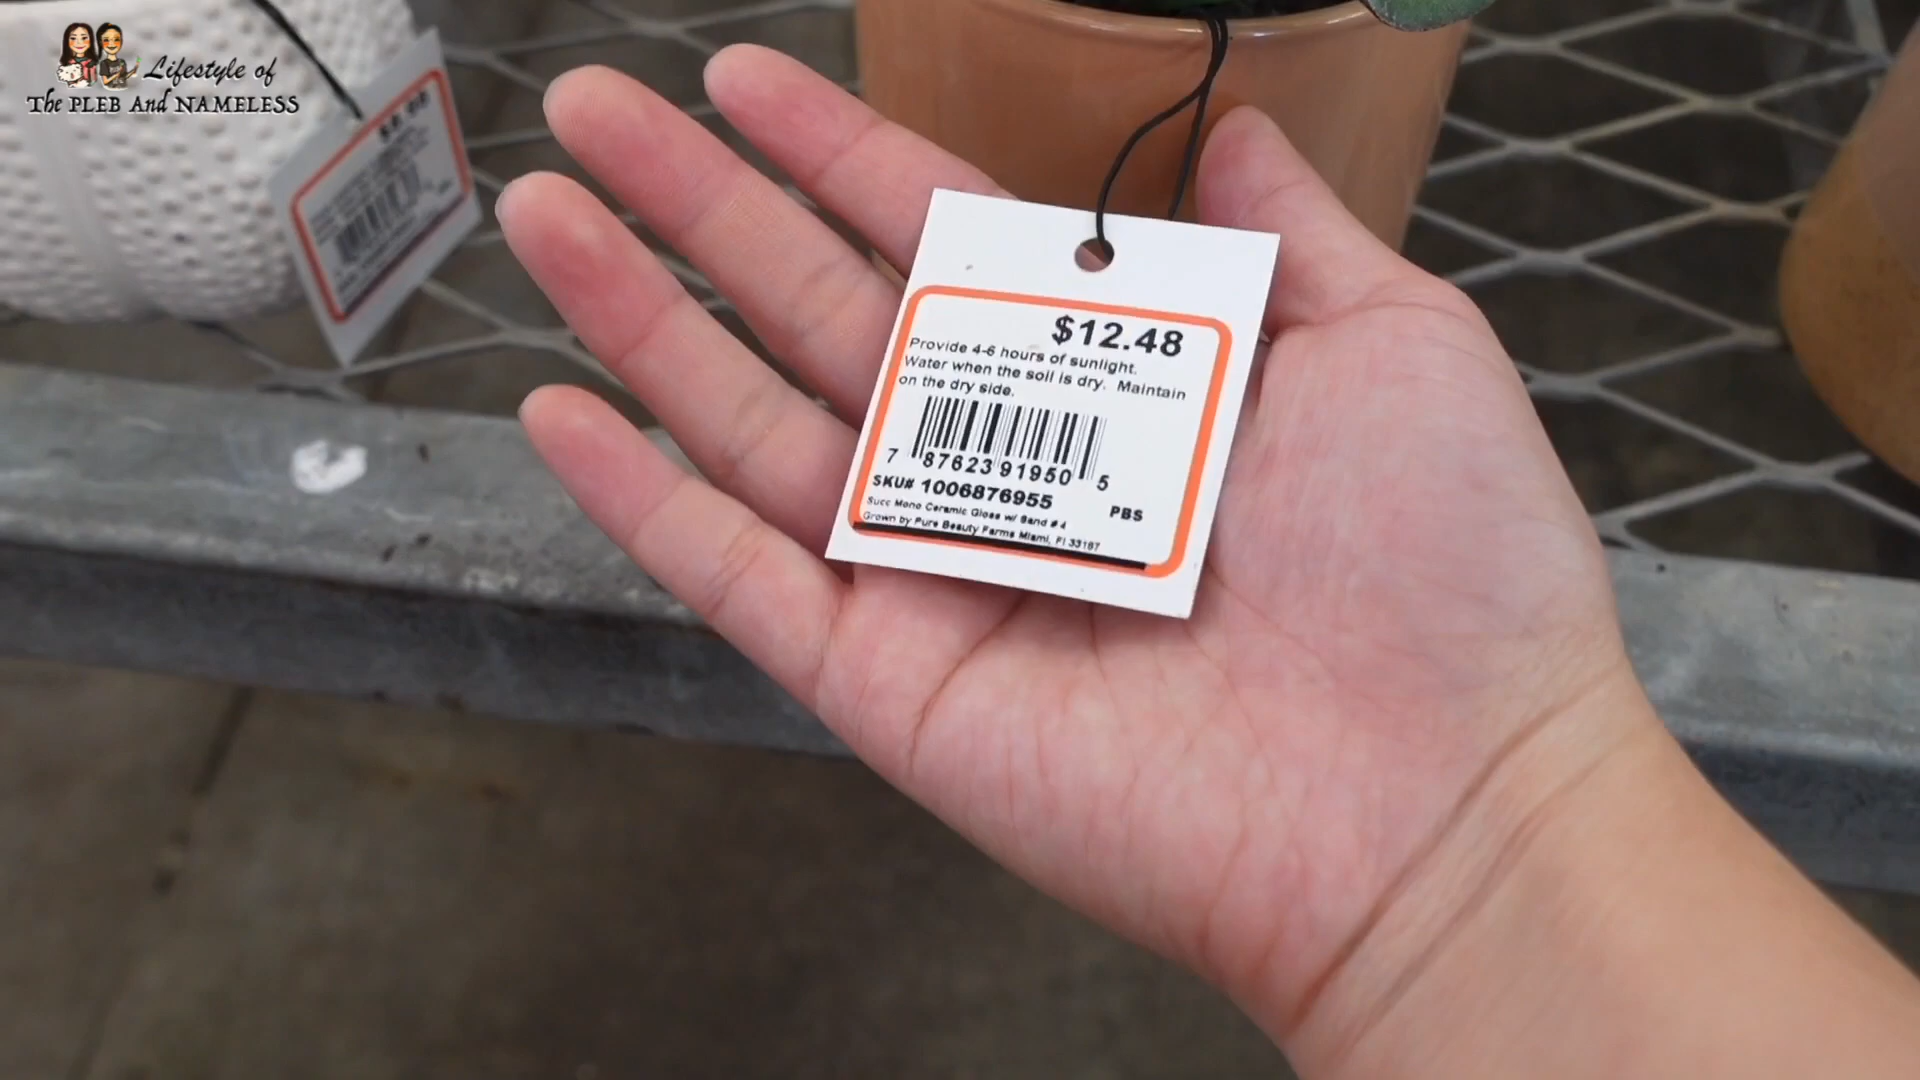 Lifestyle of
The PLEB And NAMELESS
$12.48
Provide 4-6 hours of sunlight.
Water when the soil is dry. Maintain
on the dry side.
7 87623 91950 5
SKU# 1006876955 PBS
Succ Mono Ceramic Gloss w/ Sand #4
Grown by Pure Beauty Farms Miami, Fl 33187